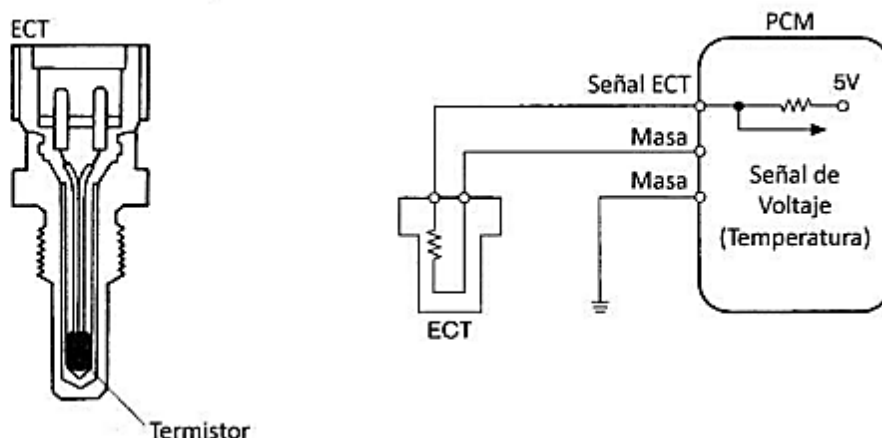 ECT
Termistor
PCM
Señal ECT
5V
Masa
Masa
Señal de
Voltaje
(Temperatura)
ECT